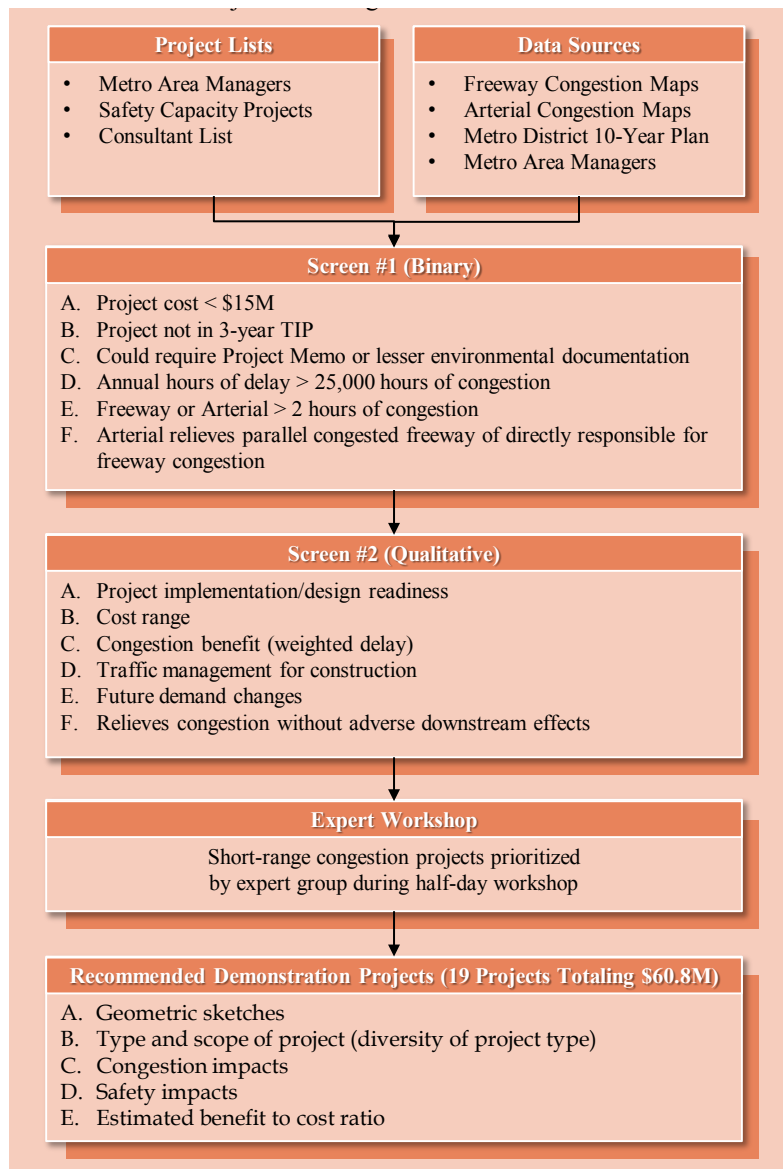 Project Lists
• Metro Area Managers
• Safety Capacity Projects
• Consultant List
Data Sources
• Freeway Congestion Maps
• Arterial Congestion Maps
• Metro District 10-Year Plan
• Metro Area Managers
Screen #1 (Binary)
A. Project cost < $15M
B. Project not in 3-year TIP
C. Could require Project Memo or lesser environmental documentation
D. Annual hours of delay > 25,000 hours of congestion
E. Freeway or Arterial > 2 hours of congestion
F. Arterial relieves parallel congested freeway of directly responsible for
freeway congestion
Screen #2 (Qualitative)
A. Project implementation/design readiness
B. Cost range
C. Congestion benefit (weighted delay)
D. Traffic management for construction
E. Future demand changes
F. Relieves congestion without adverse downstream effects
Expert Workshop
Short-range congestion projects prioritized
by expert group during half-day workshop
Recommended Demonstration Projects (19 Projects Totaling $60.8M)
A. Geometric sketches
B. Type and scope of project (diversity of project type)
C. Congestion impacts
D. Safety impacts
E. Estimated benefit to cost ratio